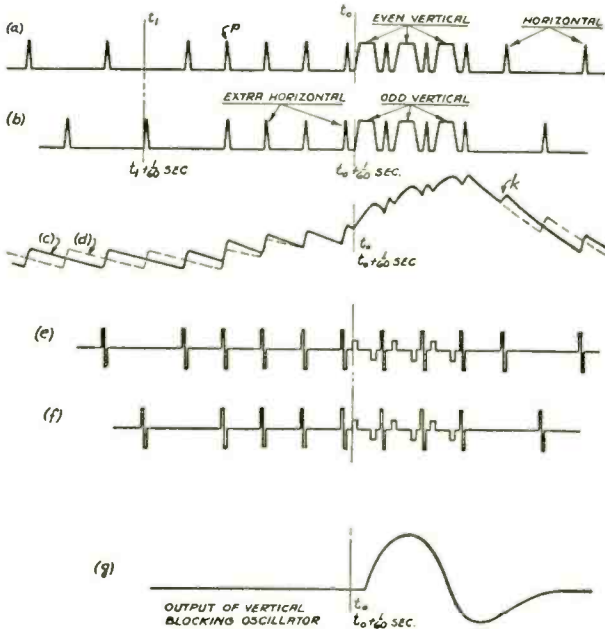 (a)
t₁
P
t₀
EVEN VERTICAL
HORIZONTAL
(b)
EXTRA HORIZONTAL
ODD VERTICAL
t₁ + 1/60 SEC
t₀ + 1/60 SEC
(c)
(d)
k
t₀
t₀ + 1/60 SEC
(e)
(f)
(g)
OUTPUT OF VERTICAL
BLOCKING OSCILLATOR
t₀
t₀ + 1/60 SEC.